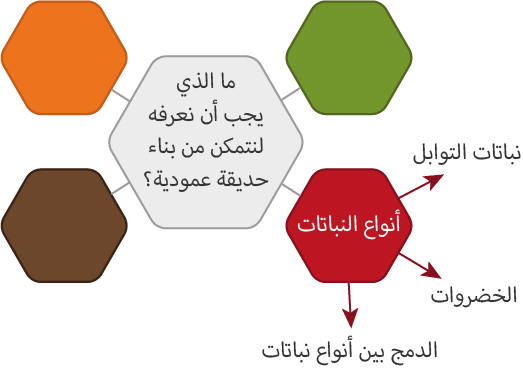 ما الذي
يجب أن نعرفه
لنتمكن من بناء
حديقة عمودية؟
أنواع النباتات
نباتات التوابل
الخضروات
الدمج بين أنواع نباتات